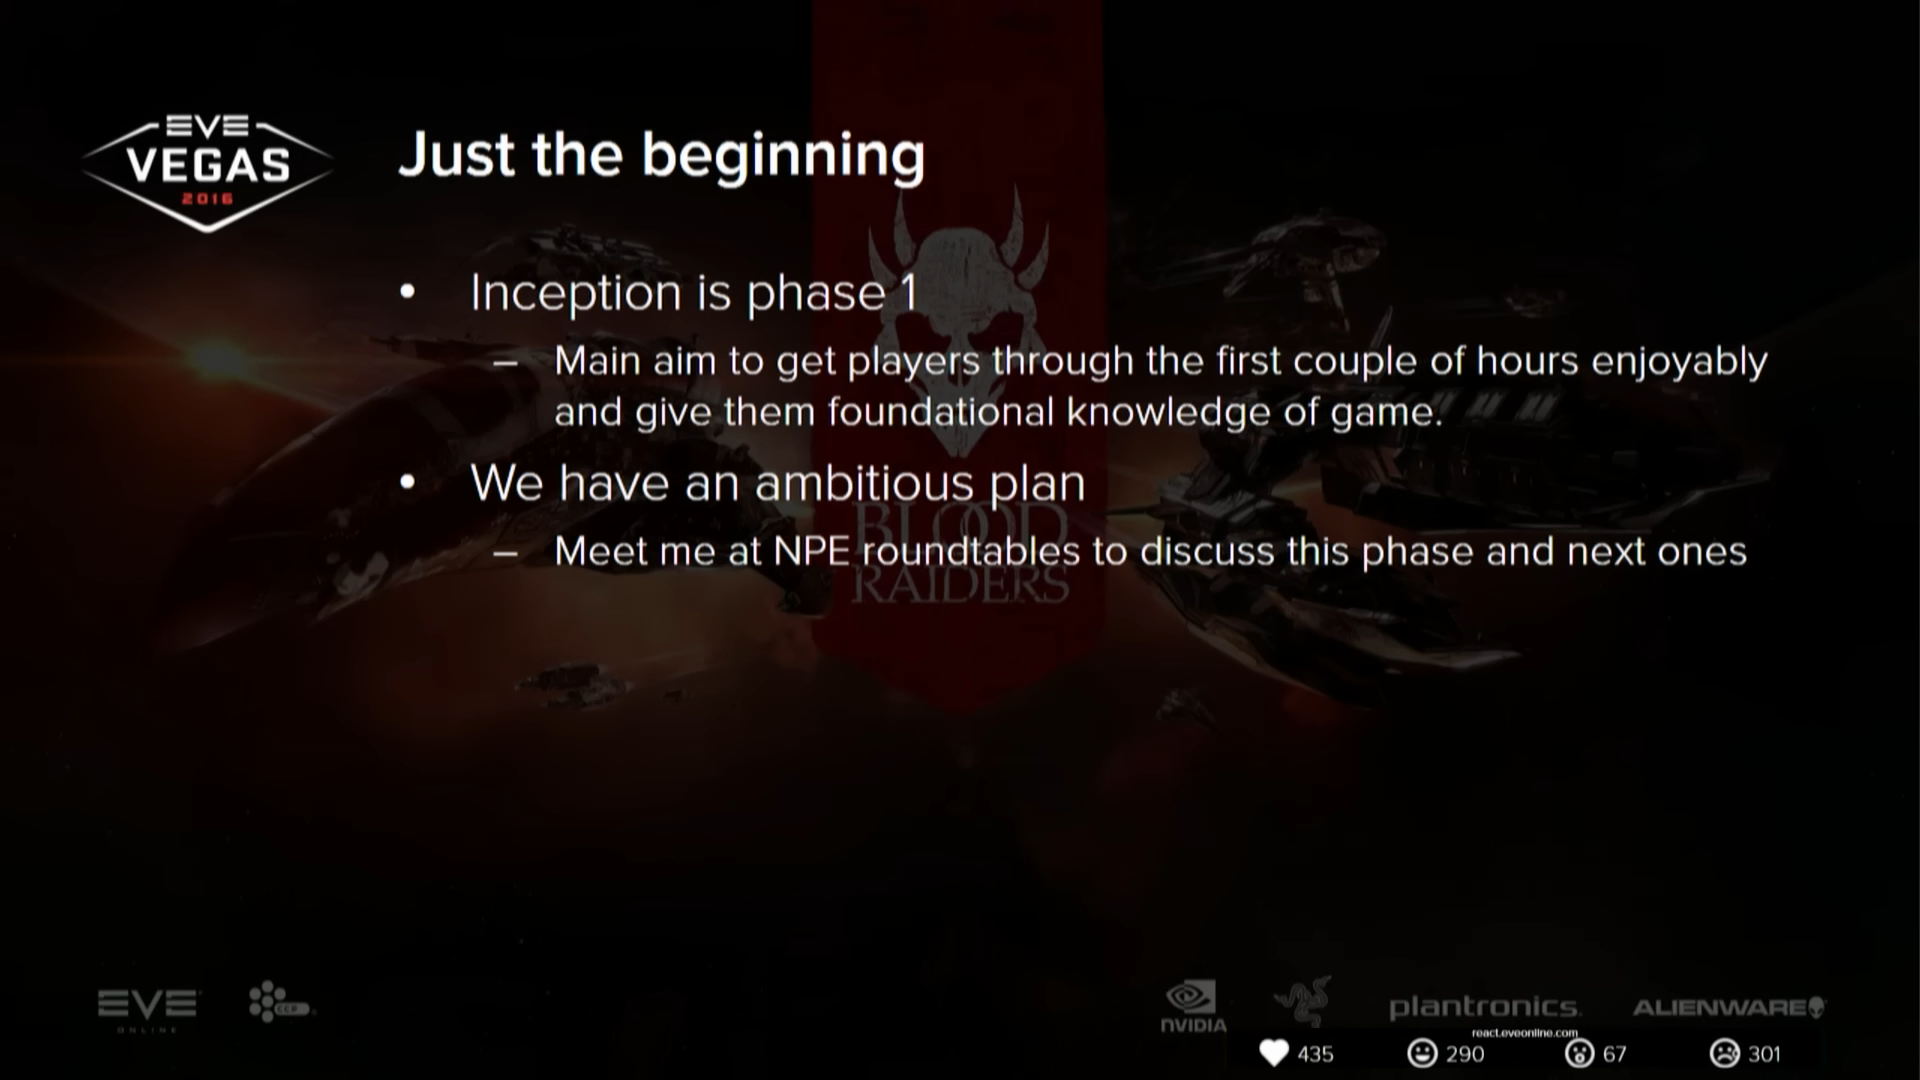 EVE
VEGAS
2016
Just the beginning
• Inception is phase 1
– Main aim to get players through the first couple of hours enjoyably
and give them foundational knowledge of game.
• We have an ambitious plan
– Meet me at NPE roundtables to discuss this phase and next ones
BLOOD
RAIDERS
EVE
ONLINE
CCP
NVIDIA
plantronics.
ALIENWARE
react.eveonline.com
435 290 67 301